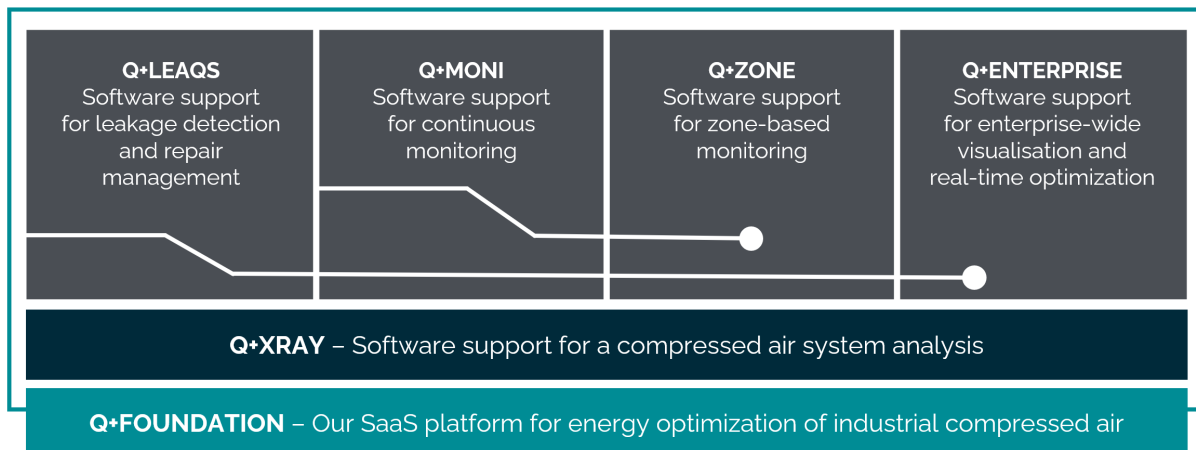 Q+LEAQS
Software support
for leakage detection
and repair
management
Q+MONI
Software support
for continuous
monitoring
Q+ZONE
Software support
for zone-based
monitoring
Q+ENTERPRISE
Software support
for enterprise-wide
visualisation and
real-time optimization
Q+XRAY – Software support for a compressed air system analysis
Q+FOUNDATION – Our SaaS platform for energy optimization of industrial compressed air